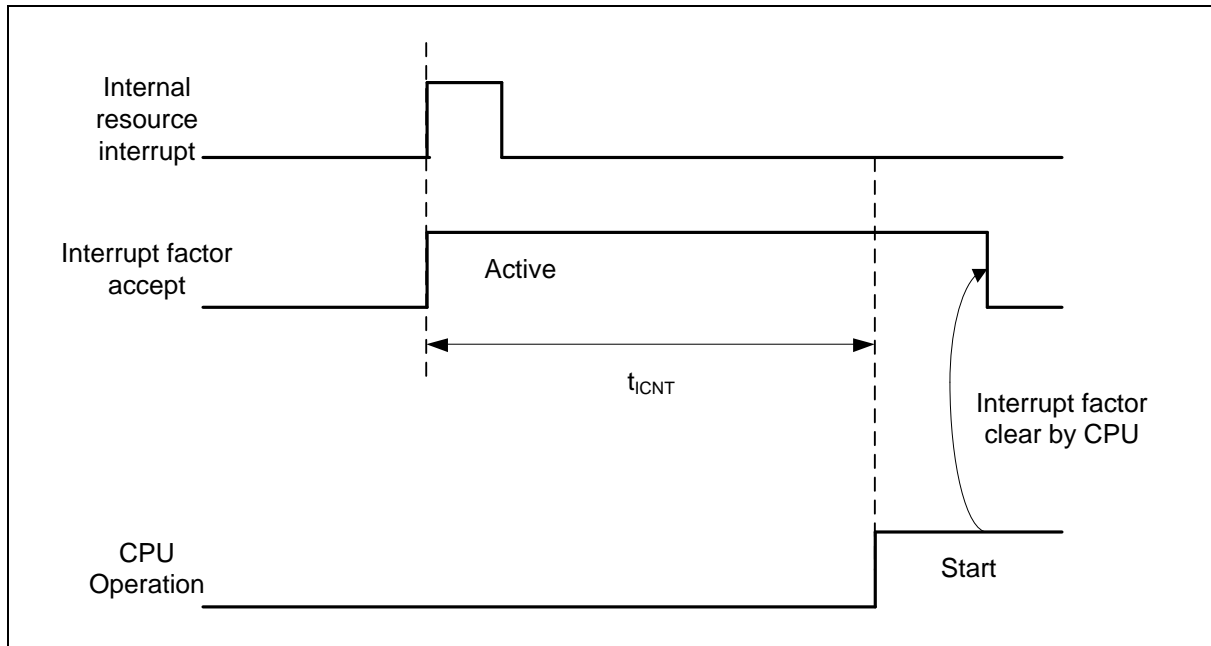 Internal
resource
interrupt
Interrupt factor
accept
Active
tICNT
Interrupt factor
clear by CPU
CPU
Operation
Start